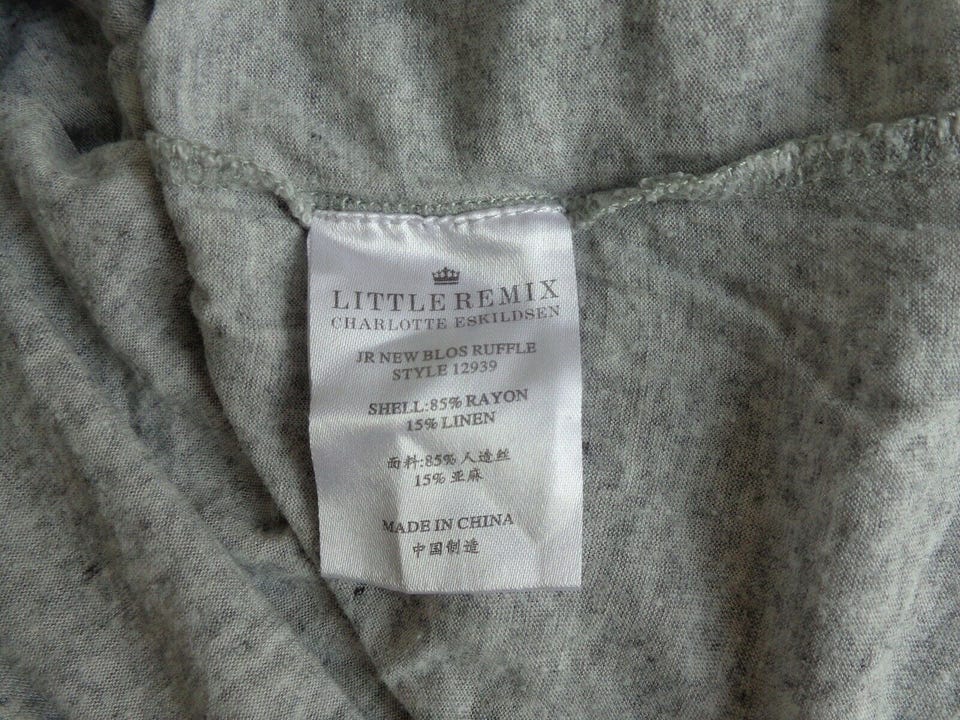 LITTLE REMIX
CHARLOTTE ESKILDSEN
JR NEW BLOS RUFFLE
STYLE 12939
SHELL:85% RAYON
15% LINEN
面料:85% 人造丝
15% 亚麻
MADE IN CHINA
中国制造